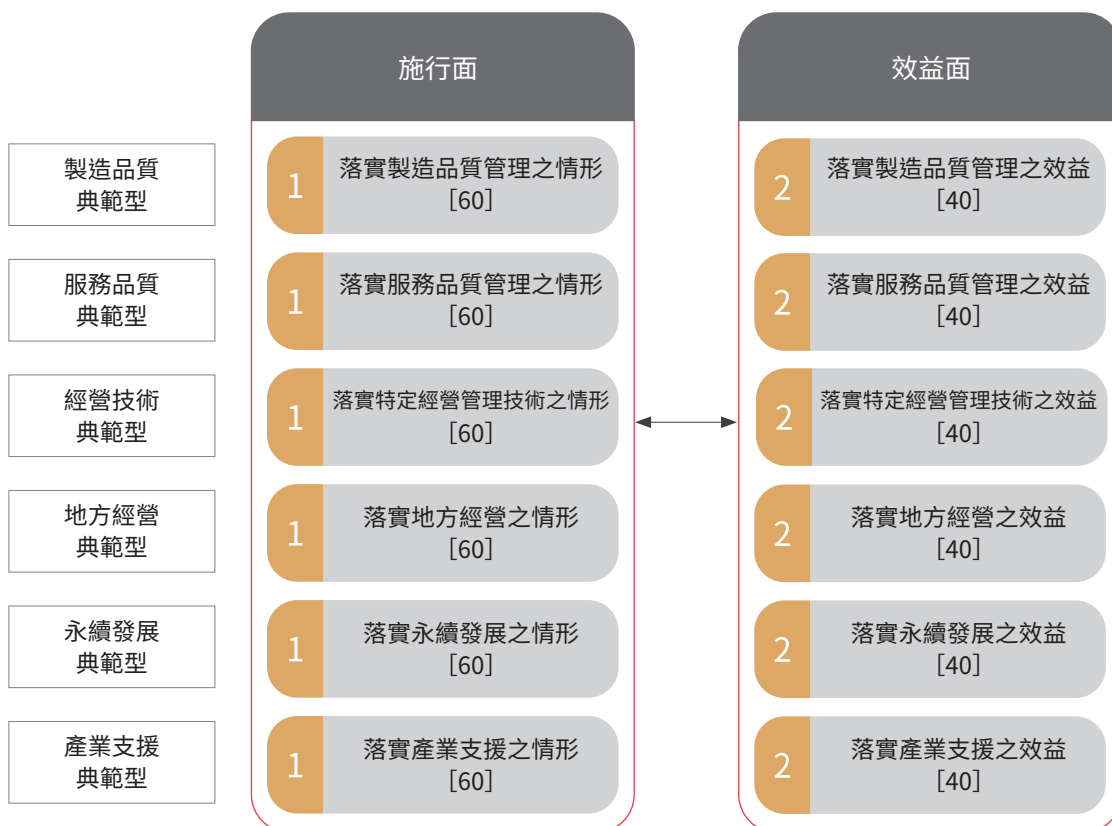 施行面
效益面
製造品質
典範型
1
落實製造品質管理之情形
[60]
2
落實製造品質管理之效益
[40]
服務品質
典範型
1
落實服務品質管理之情形
[60]
2
落實服務品質管理之效益
[40]
經營技術
典範型
1
落實特定經營管理技術之情形
[60]
2
落實特定經營管理技術之效益
[40]
地方經營
典範型
1
落實地方經營之情形
[60]
2
落實地方經營之效益
[40]
永續發展
典範型
1
落實永續發展之情形
[60]
2
落實永續發展之效益
[40]
產業支援
典範型
1
落實產業支援之情形
[60]
2
落實產業支援之效益
[40]